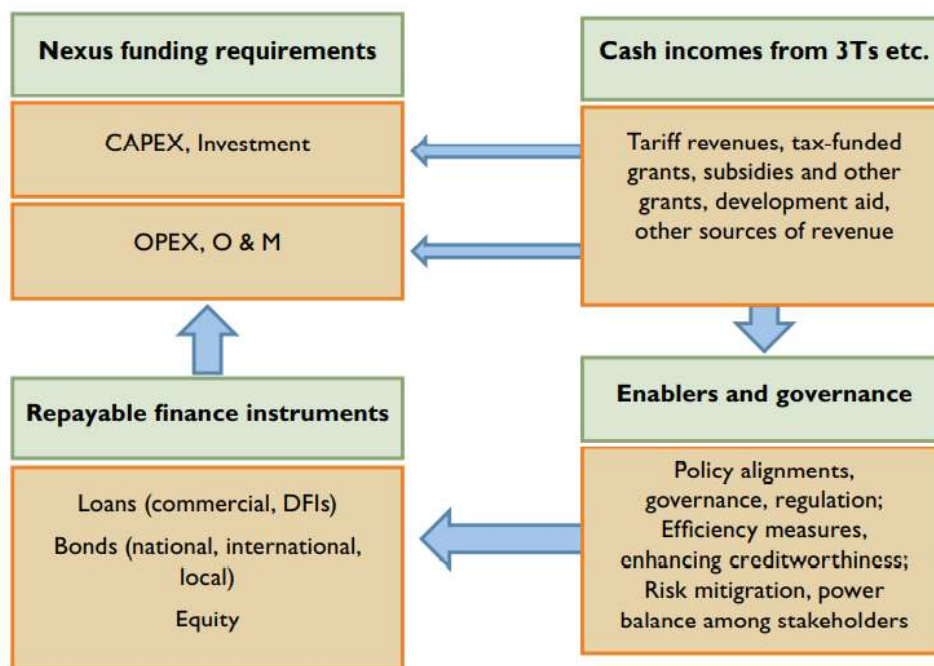 Nexus funding requirements
CAPEX, Investment
OPEX, O & M
Cash incomes from 3Ts etc.
Tariff revenues, tax-funded
grants, subsidies and other
grants, development aid,
other sources of revenue
Repayable finance instruments
Loans (commercial, DFIs)
Bonds (national, international,
local)
Equity
Enablers and governance
Policy alignments,
governance, regulation;
Efficiency measures,
enhancing creditworthiness;
Risk mitigration, power
balance among stakeholders